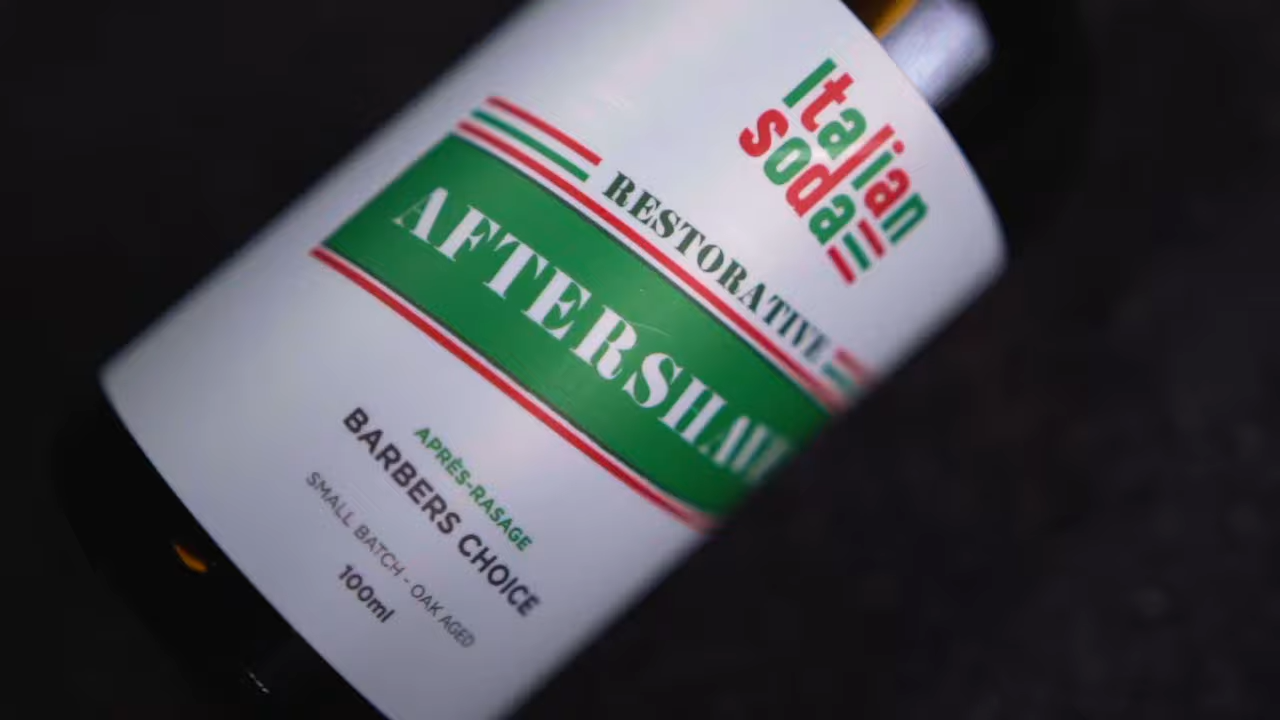 Italian
soda
RESTORATIVE
AFTERSHAVE
APRÈS-RASAGE
BARBERS CHOICE
SMALL BATCH - OAK AGED
100ml